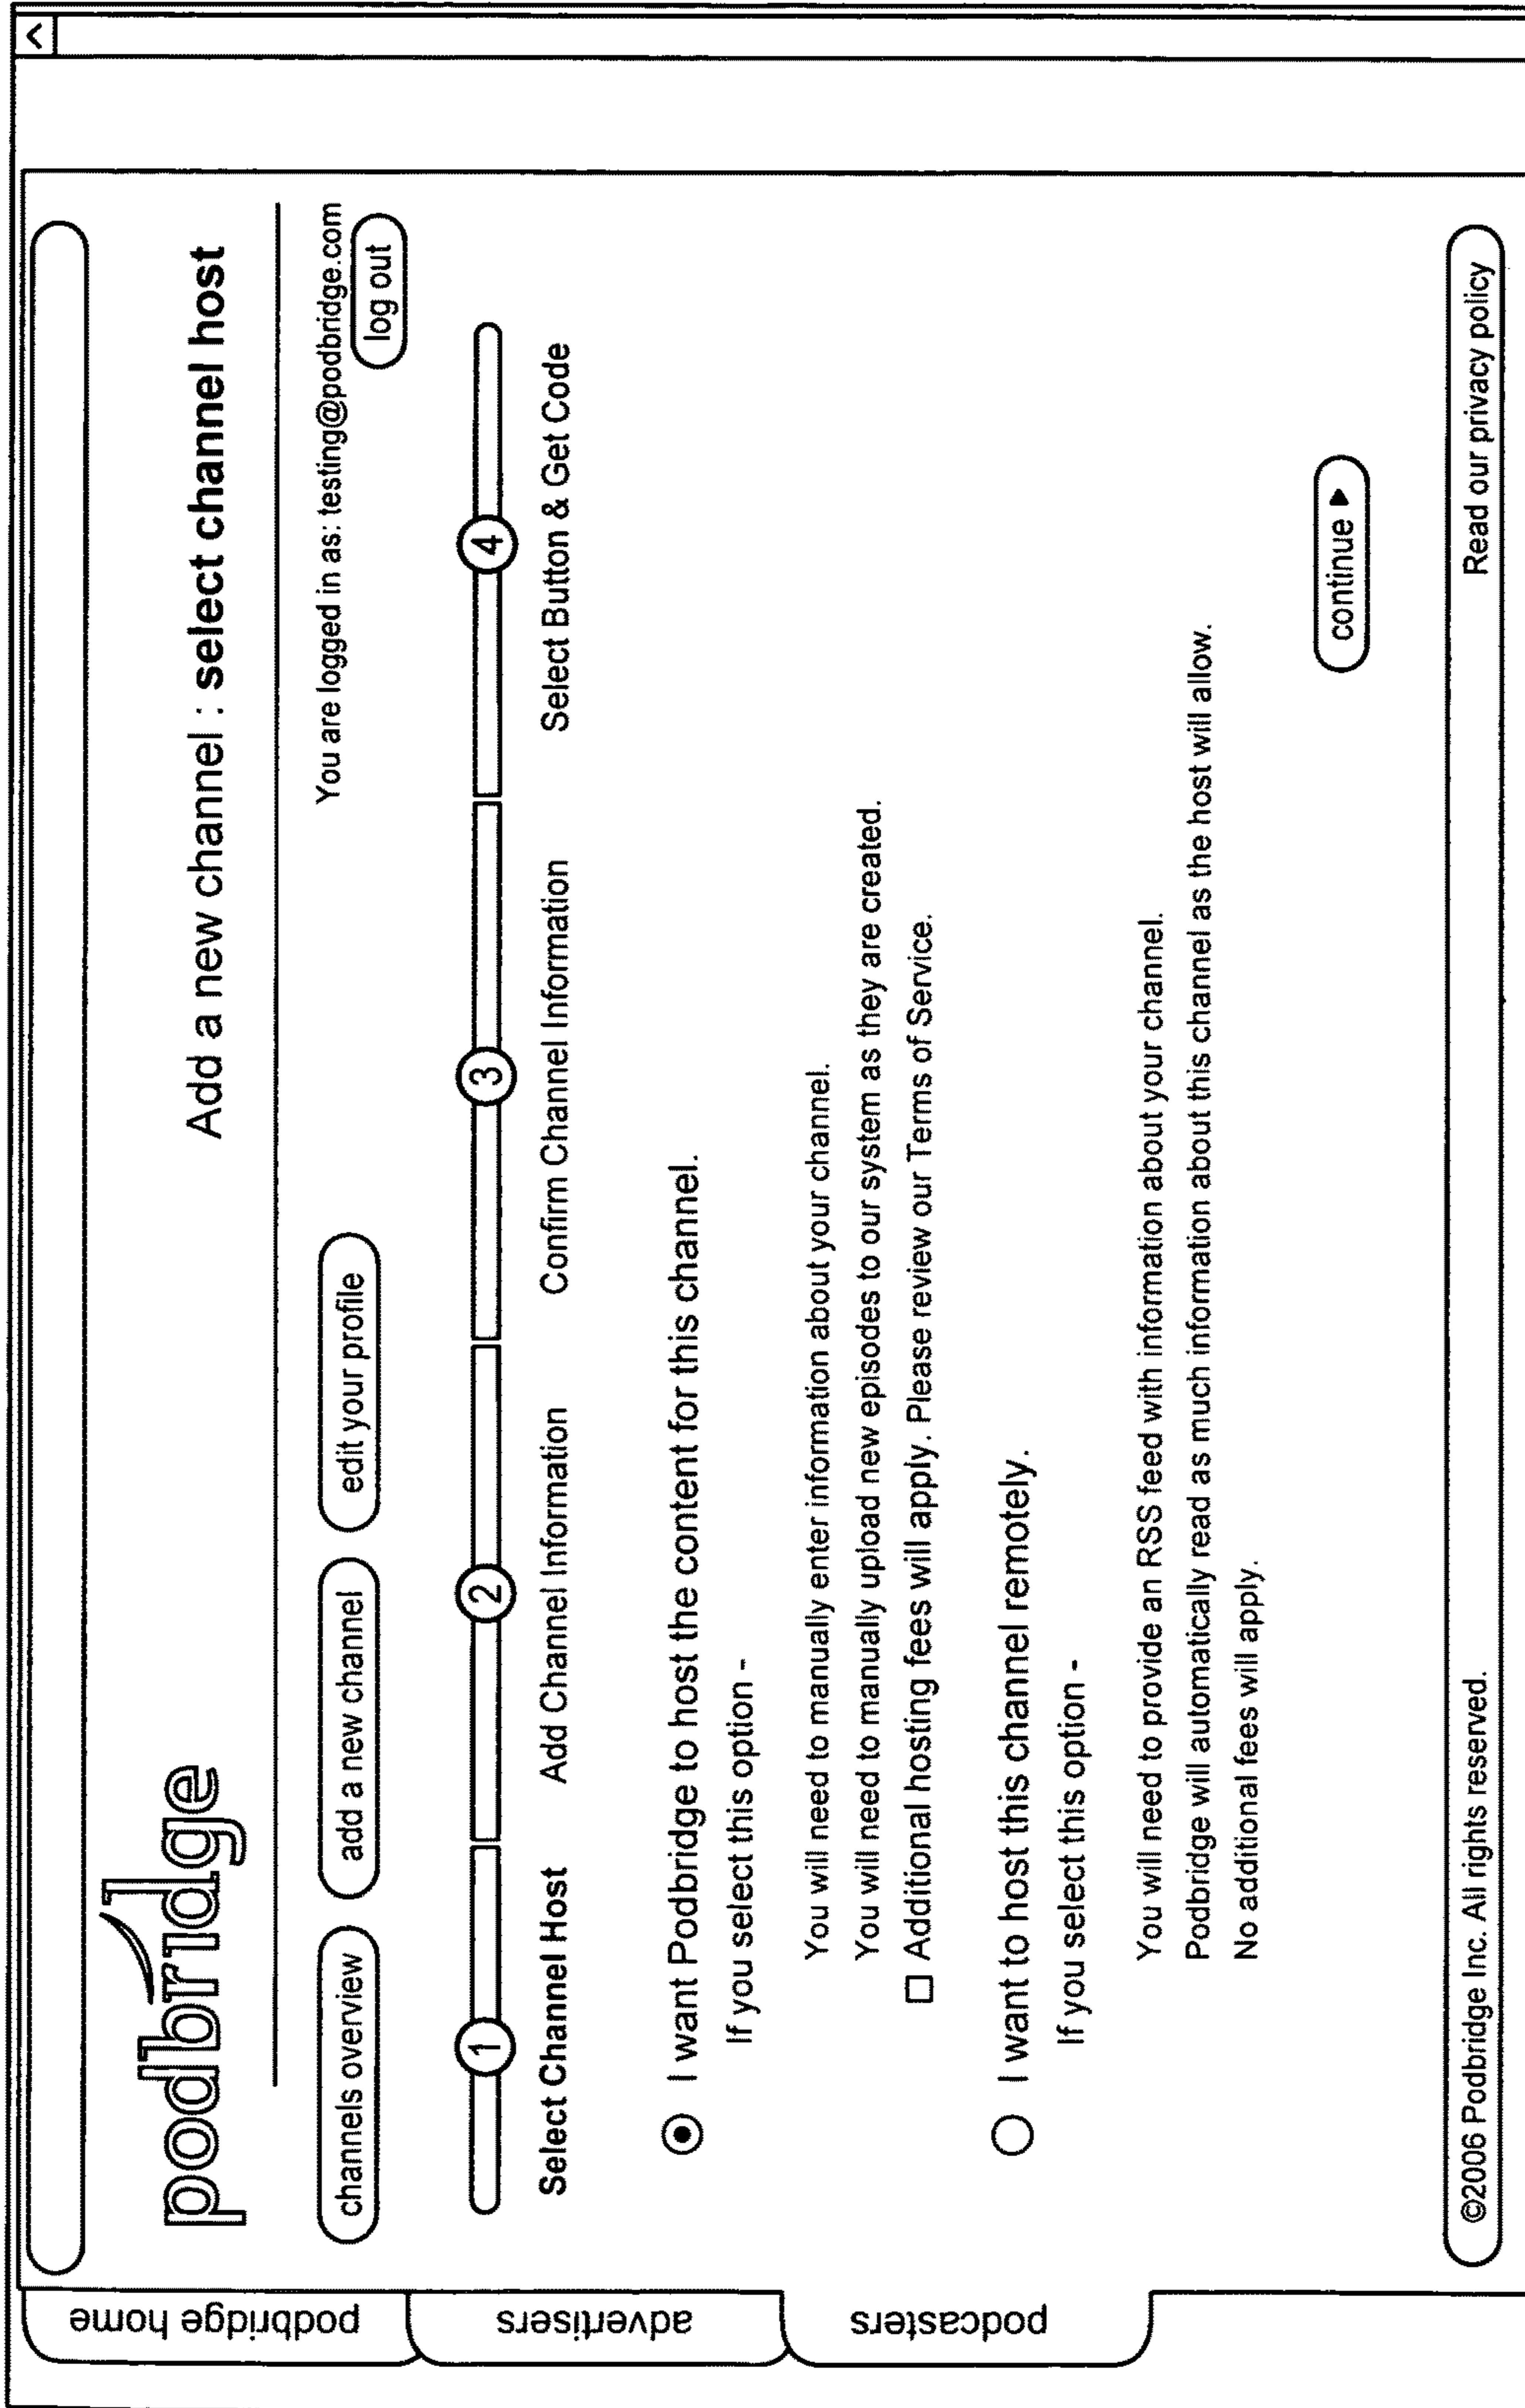 podbridge
Add a new channel : select channel host
channels overview
add a new channel
edit your profile
You are logged in as: testing@podbridge.com
log out
1
2
3
4
Select Channel Host
Add Channel Information
Confirm Channel Information
Select Button & Get Code
I want Podbridge to host the content for this channel.
If you select this option -
You will need to manually enter information about your channel.
You will need to manually upload new episodes to our system as they are created.
Additional hosting fees will apply. Please review our Terms of Service.
I want to host this channel remotely.
If you select this option -
You will need to provide an RSS feed with information about your channel.
Podbridge will automatically read as much information about this channel as the host will allow.
No additional fees will apply.
continue
©2006 Podbridge Inc. All rights reserved.
Read our privacy policy
podbridge home
advertisers
podcasters